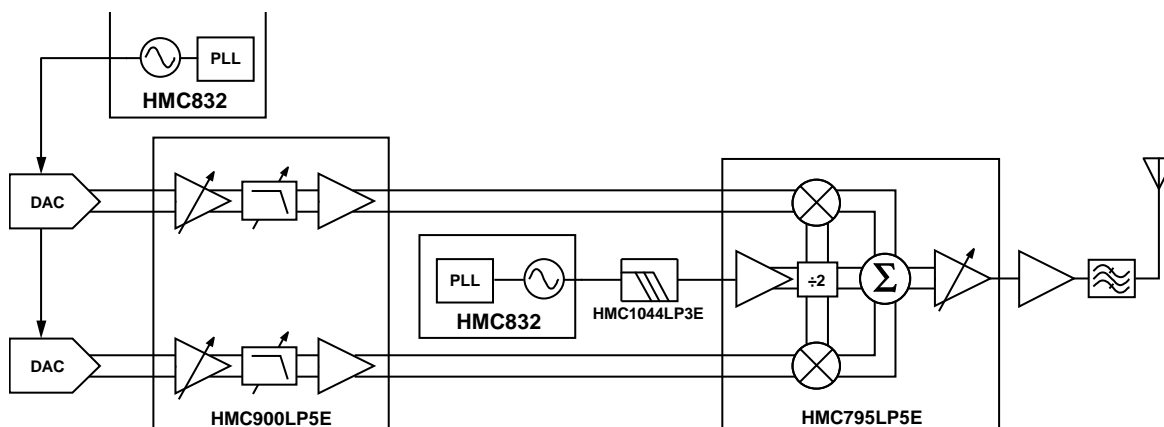 PLL
HMC832
DAC
PLL
÷2
Σ
HMC832
HMC1044LP3E
DAC
HMC900LP5E
HMC795LP5E